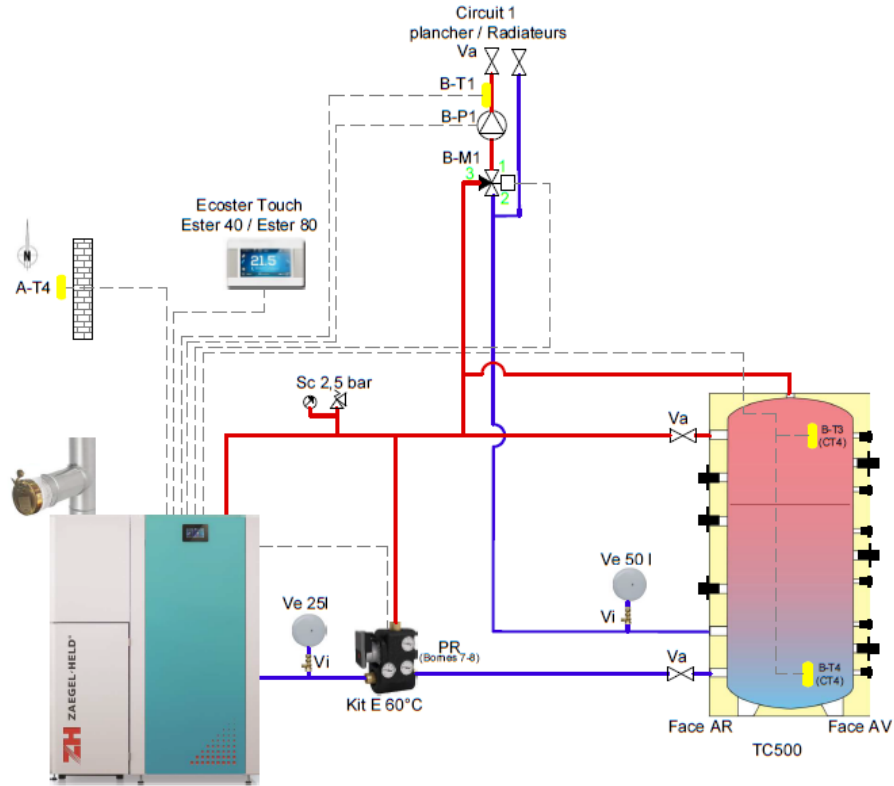 Circuit 1
plancher / Radiateurs
Va
B-T1
B-P1
B-M1
1
3
2
Ecoster Touch
Ester 40 / Ester 80
21.5
N
A-T4
Sc 2,5 bar
Va
B-T3
(CT4)
Ve 50 l
Vi
Ve 25l
Vi
PR
(Bornes 7-8)
Kit E 60°C
Va
B-T4
(CT4)
ZH ZAEGEL-HELD®
Face AR
Face AV
TC500